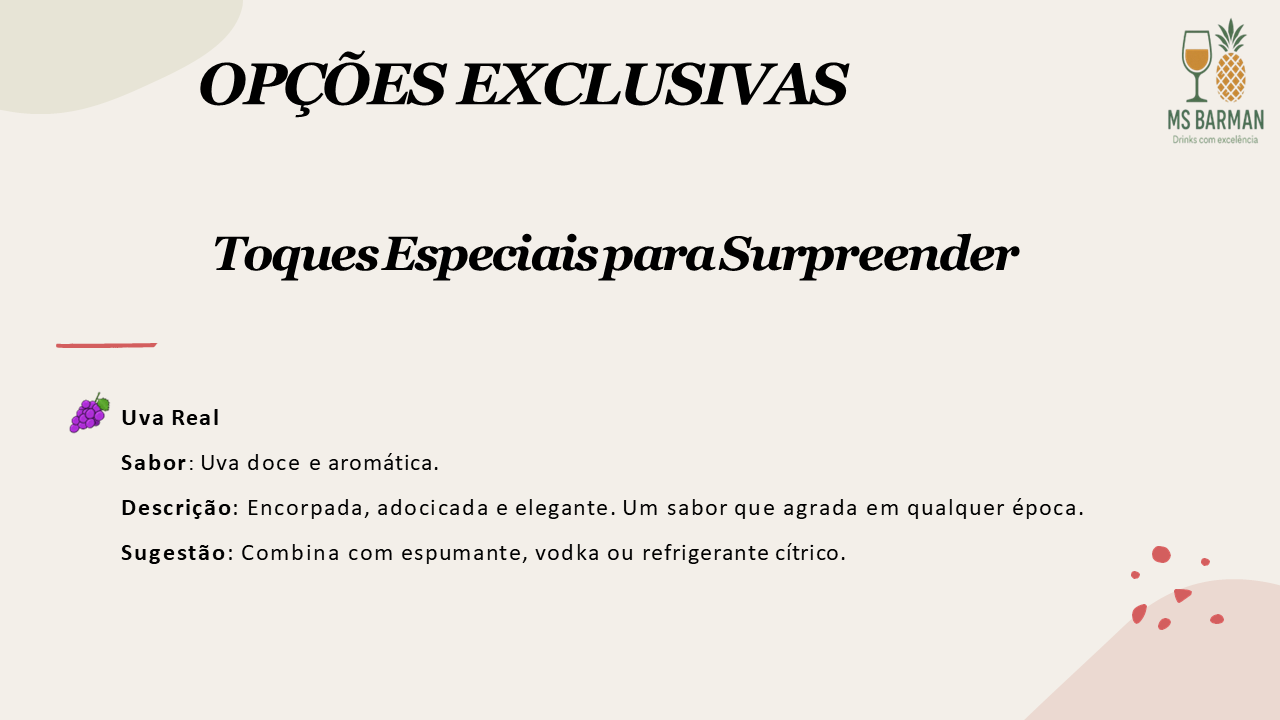 OPÇÕES EXCLUSIVAS
MS BARMAN
Drinks com excelência
Toques Especiais para Surpreender
Uva Real
Sabor: Uva doce e aromática.
Descrição: Encorpada, adocicada e elegante. Um sabor que agrada em qualquer época.
Sugestão: Combina com espumante, vodka ou refrigerante cítrico.